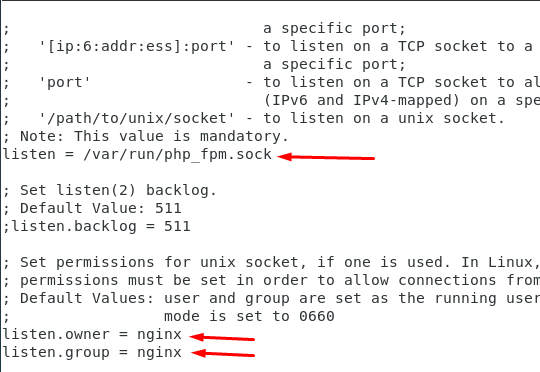 ;                               a specific port;
;   '[ip:6:addr:ess]:port' - to listen on a TCP socket to a
;                               a specific port;
;   'port'                   - to listen on a TCP socket to al
;                               (IPv6 and IPv4-mapped) on a spe
;   '/path/to/unix/socket' - to listen on a unix socket.
; Note: This value is mandatory.
listen = /var/run/php_fpm.sock
; Set listen(2) backlog.
; Default Value: 511
;listen.backlog = 511
; Set permissions for unix socket, if one is used. In Linux,
; permissions must be set in order to allow connections from
; Default Values: user and group are set as the running user
;                 mode is set to 0660
listen.owner = nginx
listen.group = nginx